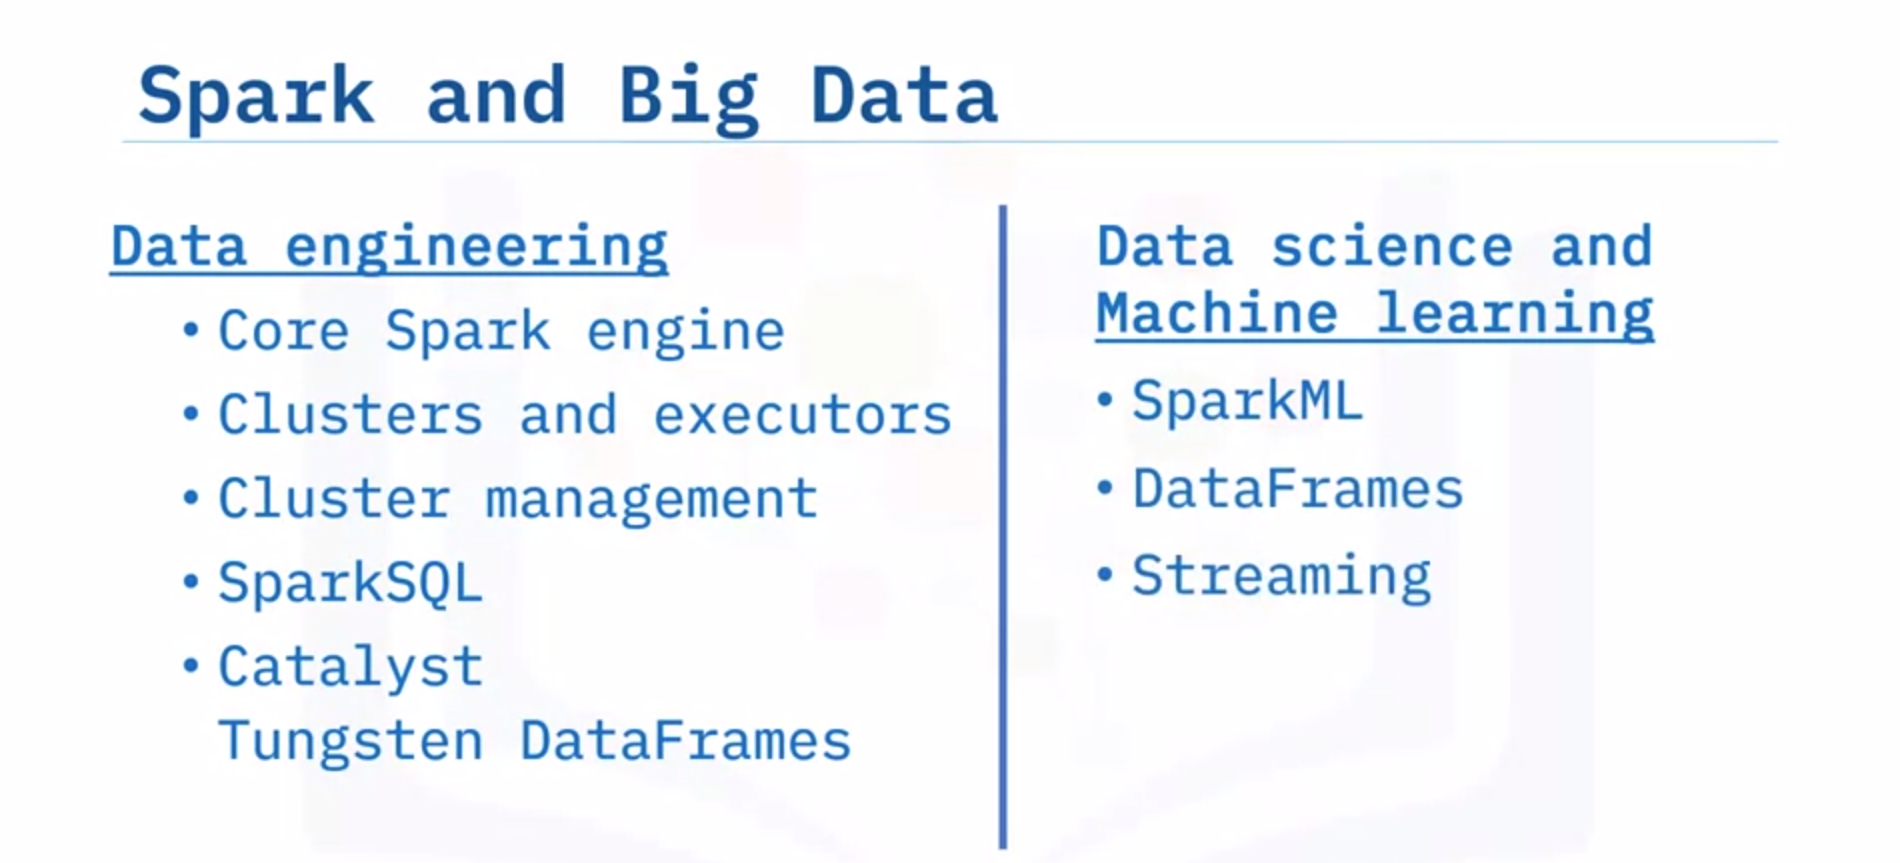 Spark and Big Data
Data engineering
• Core Spark engine
• Clusters and executors
• Cluster management
• SparkSQL
• Catalyst
Tungsten DataFrames
Data science and
Machine learning
• SparkML
• DataFrames
• Streaming